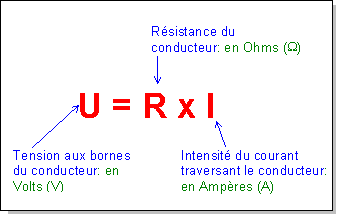 Résistance du
conducteur: en Ohms (Ω)
U = R x I
Tension aux bornes
du conducteur: en
Volts (V)
Intensité du courant
traversant le conducteur:
en Ampères (A)